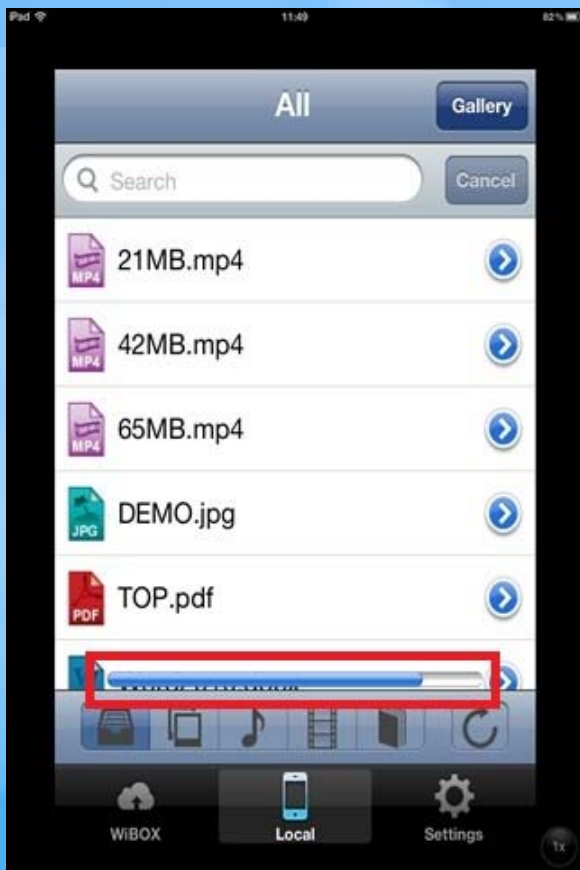 iPad 11:49 82%
All Gallery
Search Cancel
MP4 21MB.mp4
MP4 42MB.mp4
MP4 65MB.mp4
JPG DEMO.jpg
PDF TOP.pdf
WiBOX Local Settings
1x